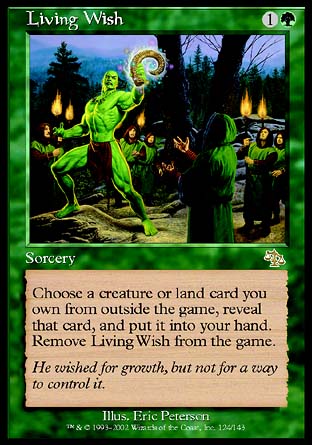 Living Wish 1
Sorcery
Choose a creature or land card you
own from outside the game, reveal
that card, and put it into your hand.
Remove Living Wish from the game.
He wished for growth, but not for a way
to control it.
Illus. Eric Peterson
™ & © 1993-2002 Wizards of the Coast, Inc. 124/143